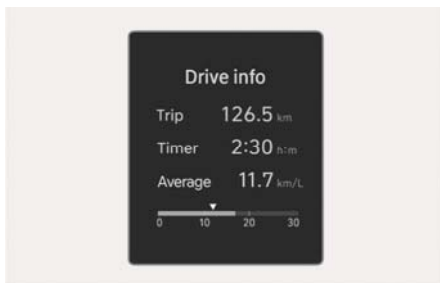 Drive info
Trip 126.5 km
Timer 2:30 h:m
Average 11.7 km/L
0 10 20 30